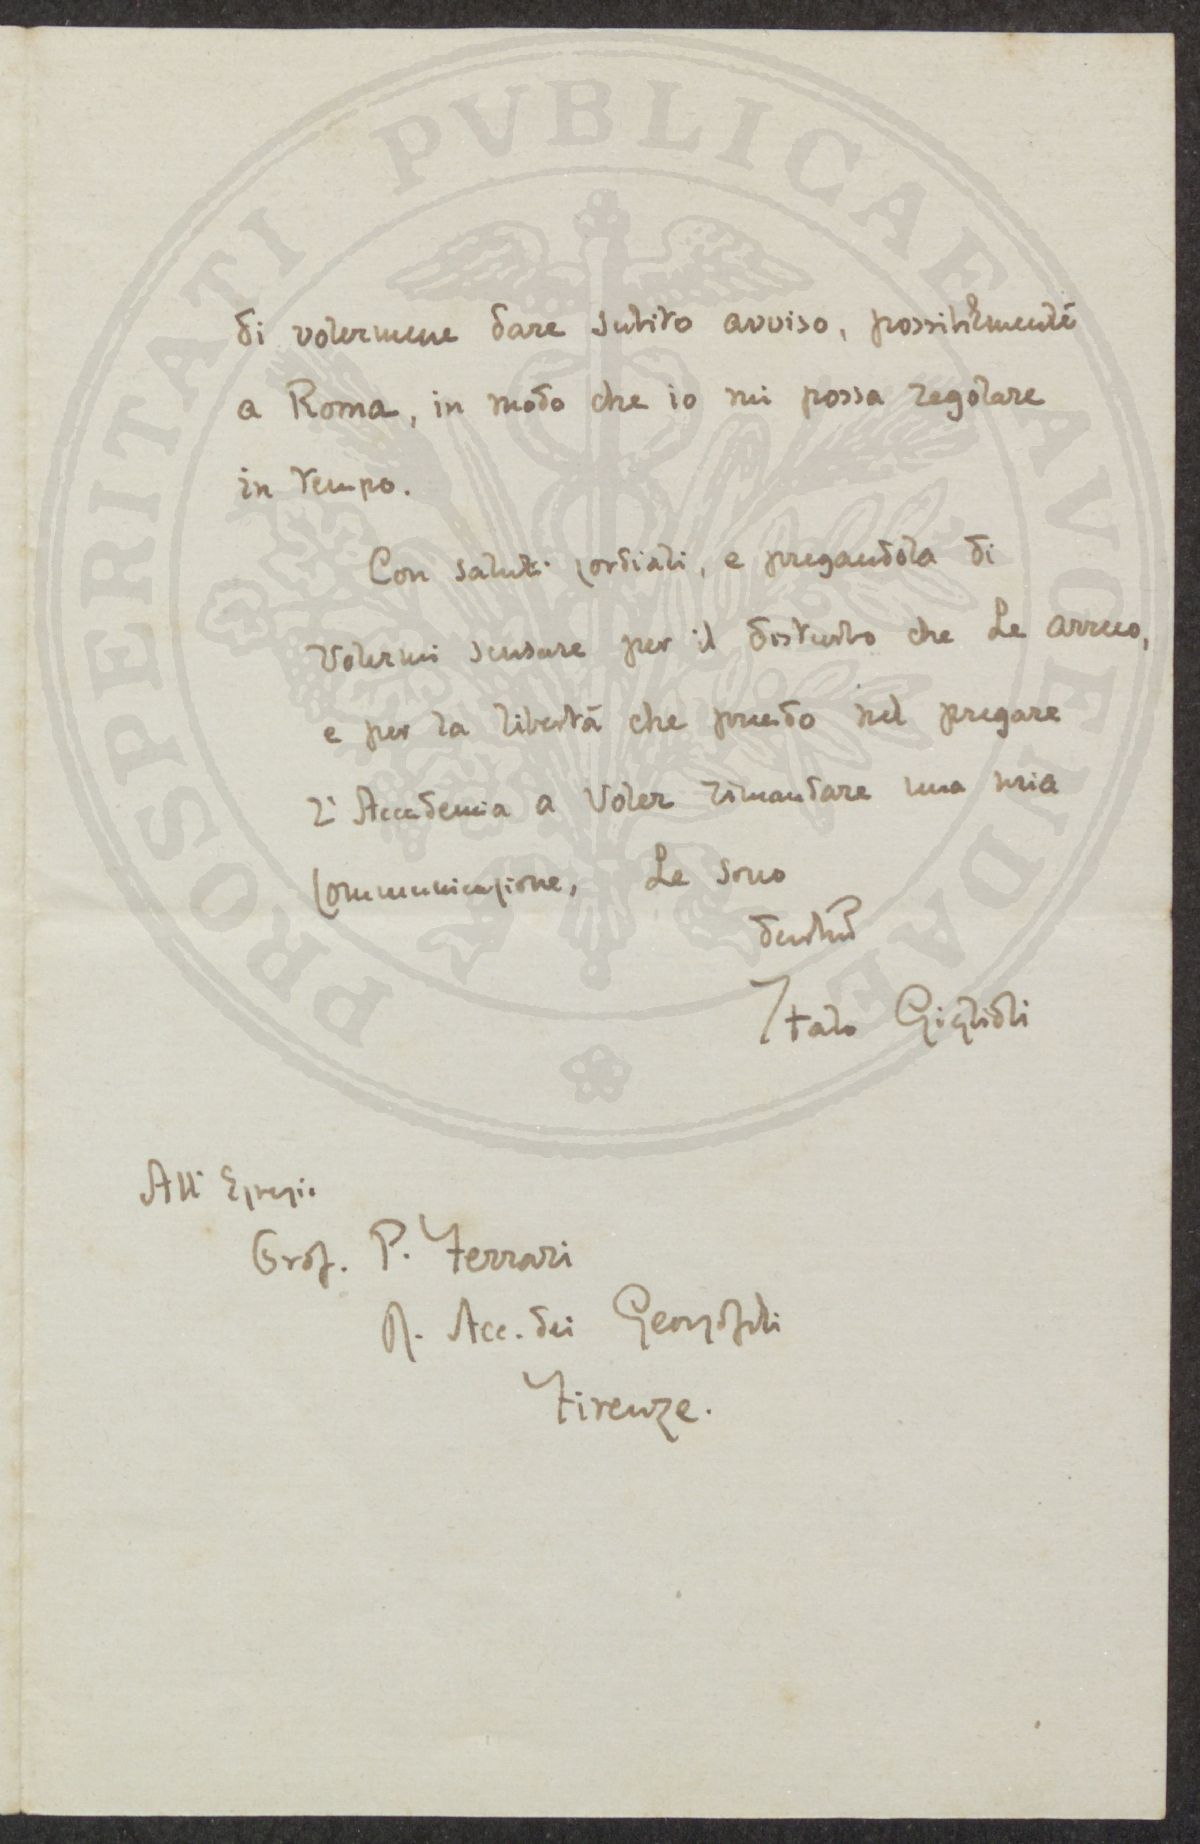 di volermene dare subito avviso, possibilmente
a Roma, in modo che io mi possa regolare
in tempo.
Con saluti cordiali, e pregandola di
volermi scusare per il disturbo che Le arreco,
e per la libertà che prendo nel pregare
l'Accademia a voler rimandare una mia
communicazione, Le sono
devmo
Italo Giglioli
All' Egregio
Prof. P. Ferrari
R. Acc. dei Georgofili
Firenze.
PROSPERITATI PVBLICAE AVGENDAE